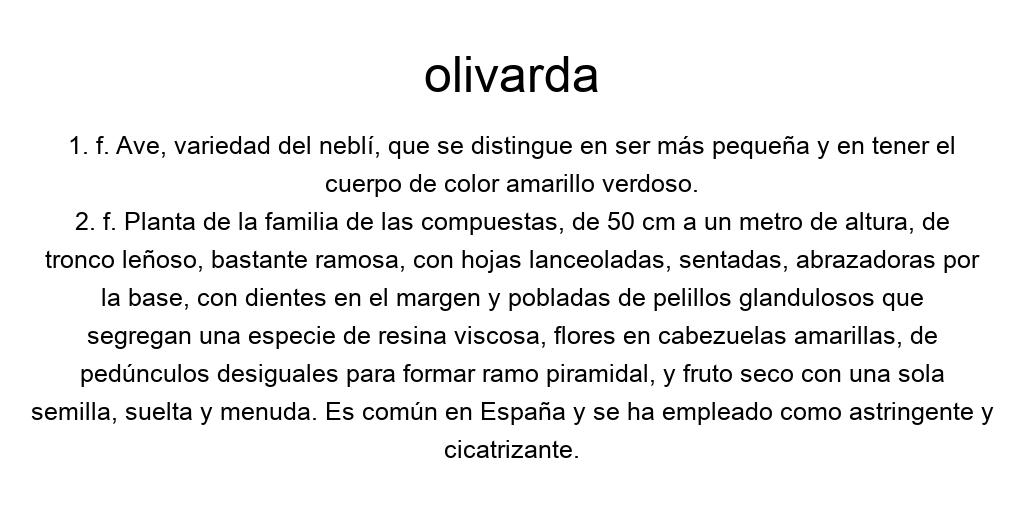 olivarda
1. f. Ave, variedad del neblí, que se distingue en ser más pequeña y en tener el
cuerpo de color amarillo verdoso.
2. f. Planta de la familia de las compuestas, de 50 cm a un metro de altura, de
tronco leñoso, bastante ramosa, con hojas lanceoladas, sentadas, abrazadoras por
la base, con dientes en el margen y pobladas de pelillos glandulosos que
segregan una especie de resina viscosa, flores en cabezuelas amarillas, de
pedúnculos desiguales para formar ramo piramidal, y fruto seco con una sola
semilla, suelta y menuda. Es común en España y se ha empleado como astringente y
cicatrizante.